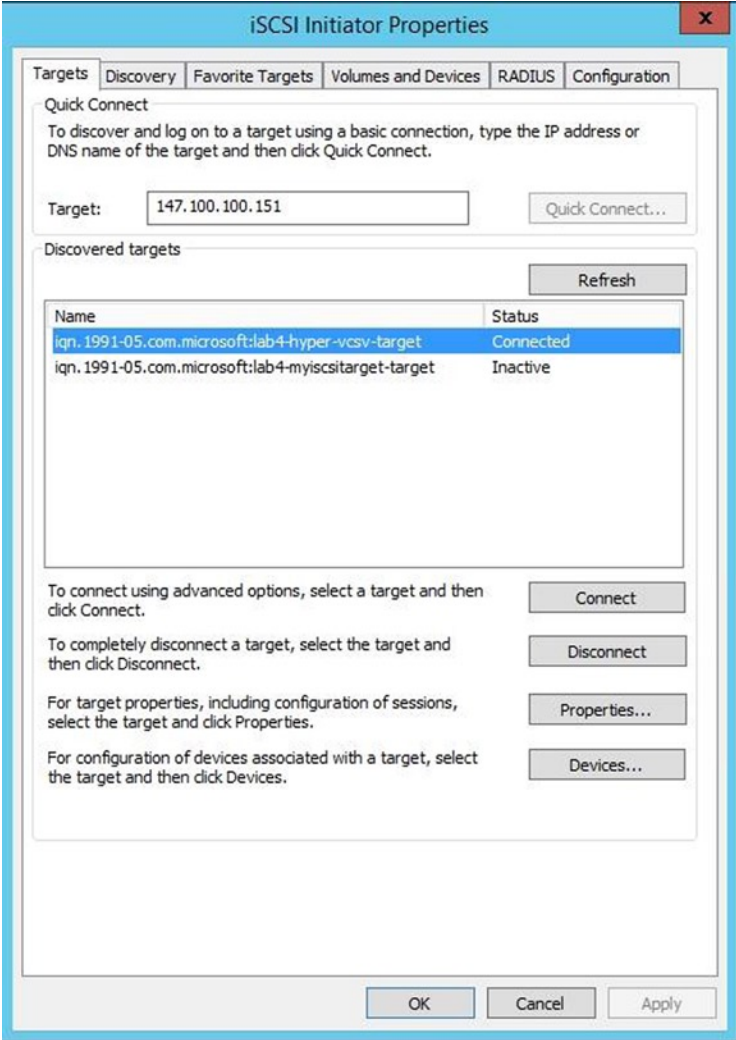 iSCSI Initiator Properties
x
Targets Discovery Favorite Targets Volumes and Devices RADIUS Configuration
Quick Connect
To discover and log on to a target using a basic connection, type the IP address or
DNS name of the target and then click Quick Connect.
Target: 147.100.100.151 Quick Connect...
Discovered targets
Refresh
Name Status
iqn.1991-05.com.microsoft:lab4-hyper-vcsv-target Connected
iqn.1991-05.com.microsoft:lab4-myiscsitarget-target Inactive
To connect using advanced options, select a target and then
click Connect.
Connect
To completely disconnect a target, select the target and
then click Disconnect.
Disconnect
For target properties, including configuration of sessions,
select the target and click Properties.
Properties...
For configuration of devices associated with a target, select
the target and then click Devices.
Devices...
OK Cancel Apply